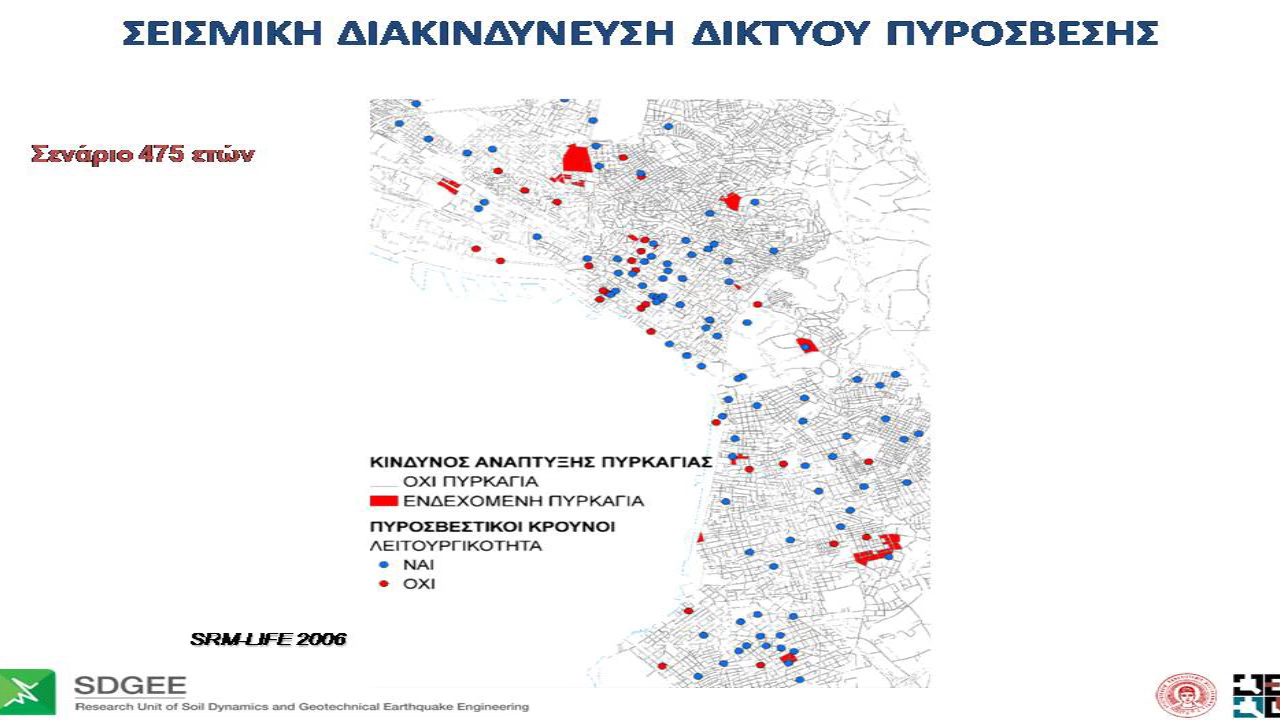 ΣΕΙΣΜΙΚΗ ΔΙΑΚΙΝΔΥΝΕΥΣΗ ΔΙΚΤΥΟΥ ΠΥΡΟΣΒΕΣΗΣ
Σενάριο 475 ετών
ΚΙΝΔΥΝΟΣ ΑΝΑΠΤΥΞΗΣ ΠΥΡΚΑΓΙΑΣ
ΟΧΙ ΠΥΡΚΑΓΙΑ
ΕΝΔΕΧΟΜΕΝΗ ΠΥΡΚΑΓΙΑ
ΠΥΡΟΣΒΕΣΤΙΚΟΙ ΚΡΟΥΝΟΙ
ΛΕΙΤΟΥΡΓΙΚΟΤΗΤΑ
ΝΑΙ
ΟΧΙ
SRM-LIFE 2006
SDGEE
Research Unit of Soil Dynamics and Geotechnical Earthquake Engineering